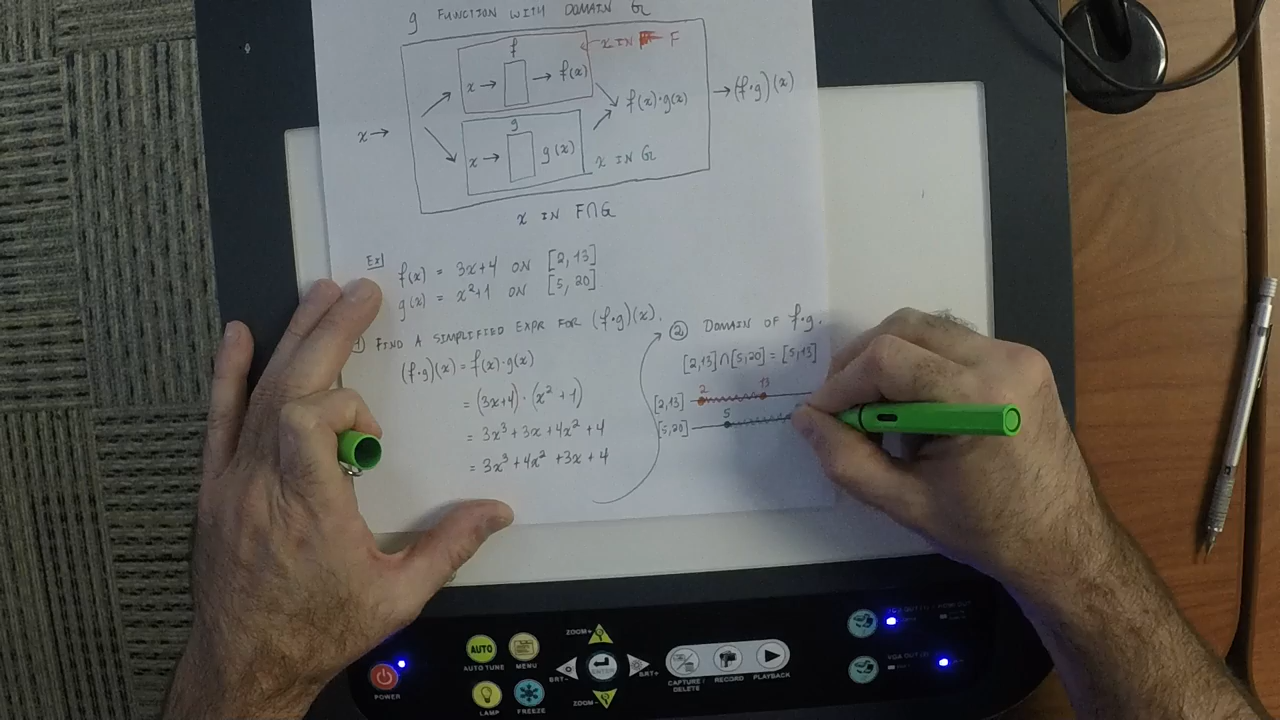 g FUNCTION WITH DOMAIN G
x IN F
f
x → → f(x)
x →
f(x)·g(x)
→ (f·g)(x)
g
x → g(x)
x IN G
x IN F∩G
Ex
f(x) = 3x+4 ON [2, 13]
g(x) = x²+1 ON [5, 20]
1) FIND A SIMPLIFIED EXPR FOR (f·g)(x).
(f·g)(x) = f(x)·g(x)
= (3x+4)·(x²+1)
= 3x³+3x+4x²+4
= 3x³+4x²+3x+4
② DOMAIN OF f·g.
[2,13]∩[5,20] = [5,13]
2 13
[2,13]
5
[5,20]
ZOOM+
AUTO
AUTO TUNE
MENU
BRT-
ENTER
BRT+
CAPTURE / DELETE
RECORD
PLAYBACK
POWER
LAMP
FREEZE
ZOOM-